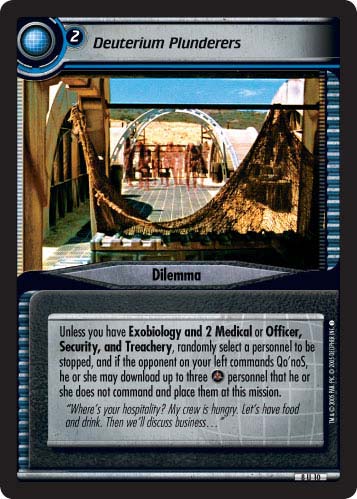 2
Deuterium Plunderers
Dilemma
Unless you have Exobiology and 2 Medical or Officer,
Security, and Treachery, randomly select a personnel to be
stopped, and if the opponent on your left commands Qo'noS,
he or she may download up to three personnel that he or
she does not command and place them at this mission.
"Where's your hospitality? My crew is hungry. Let's have food
and drink. Then we'll discuss business..."